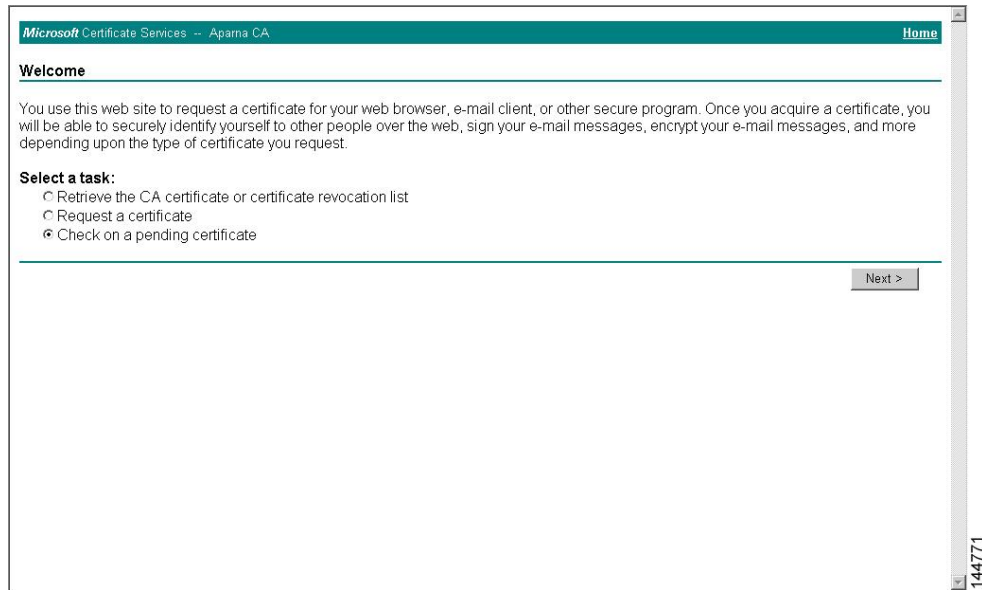 Microsoft Certificate Services -- Aparna CA Home
Welcome
You use this web site to request a certificate for your web browser, e-mail client, or other secure program. Once you acquire a certificate, you
will be able to securely identify yourself to other people over the web, sign your e-mail messages, encrypt your e-mail messages, and more
depending upon the type of certificate you request.
Select a task:
Retrieve the CA certificate or certificate revocation list
Request a certificate
Check on a pending certificate
Next >
144771